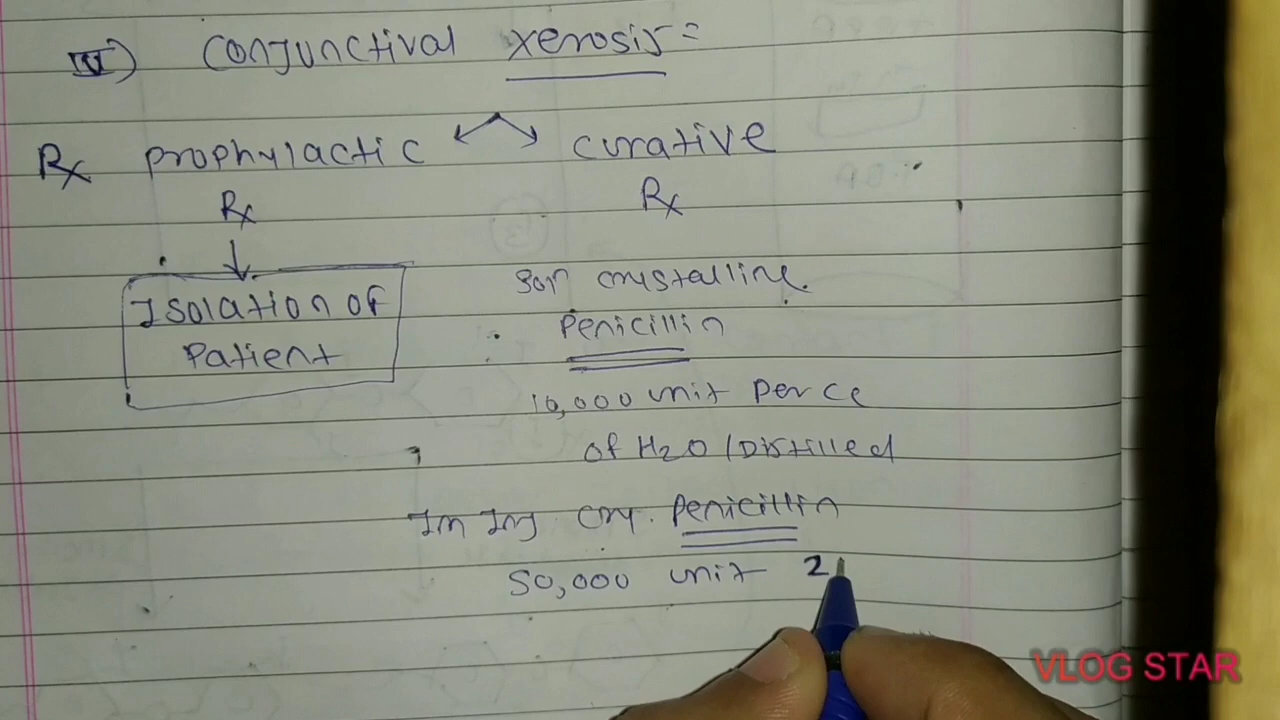 IV) Conjunctival xerosis =
Rx prophylactic curative
Rx Rx
Isolation of
Patient
crystalline
Penicillin
10,000 unit per cc
of H2O / Distilled
Im Inj cry. Penicillin
50,000 unit 2
VLOG STAR